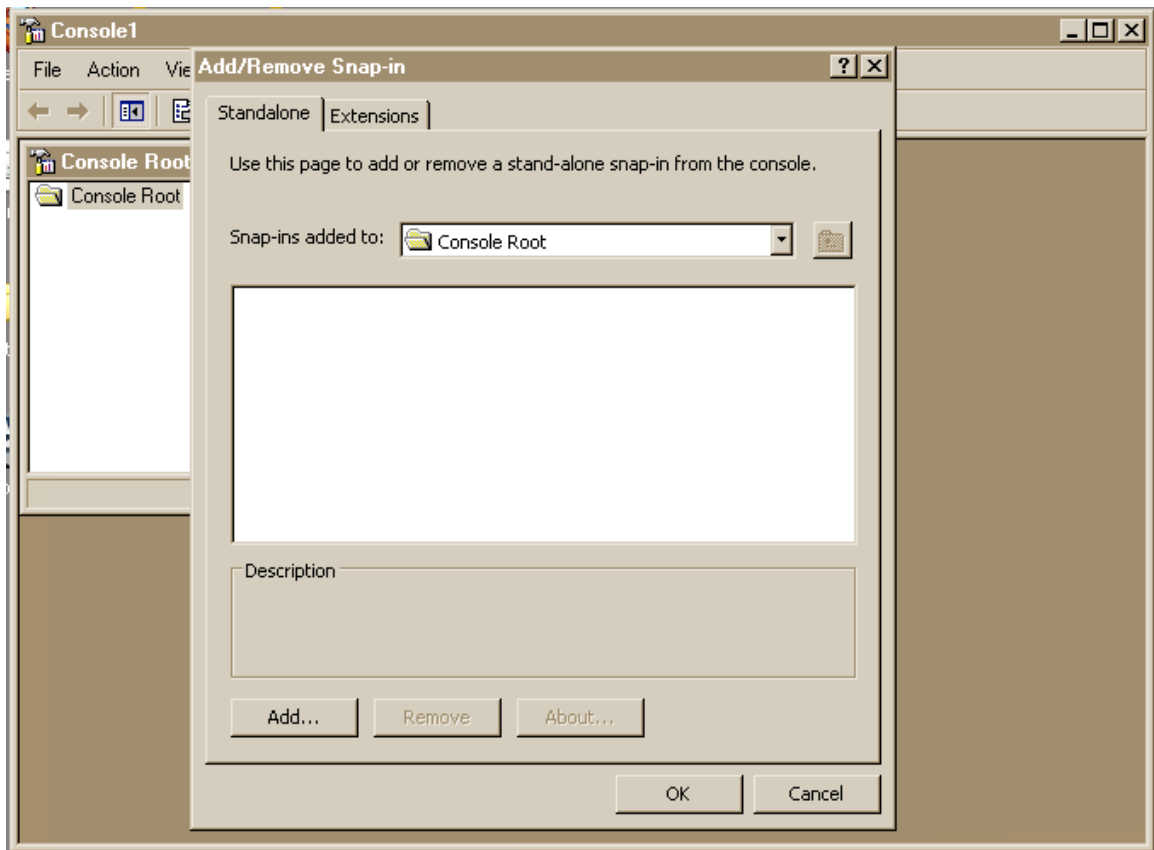 Console1
File Action Vie
Add/Remove Snap-in
Standalone Extensions
Console Root
Console Root
Use this page to add or remove a stand-alone snap-in from the console.
Snap-ins added to: Console Root
Description
Add... Remove About...
OK Cancel